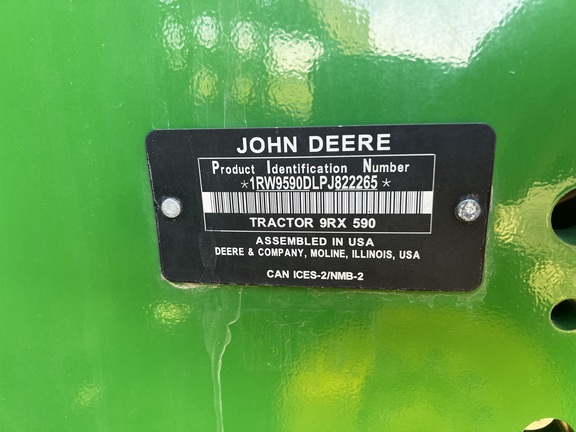 JOHN DEERE
Product Identification Number
*1RW9590DLPJ822265*
TRACTOR 9RX 590
ASSEMBLED IN USA
DEERE & COMPANY, MOLINE, ILLINOIS, USA
CAN ICES-2/NMB-2